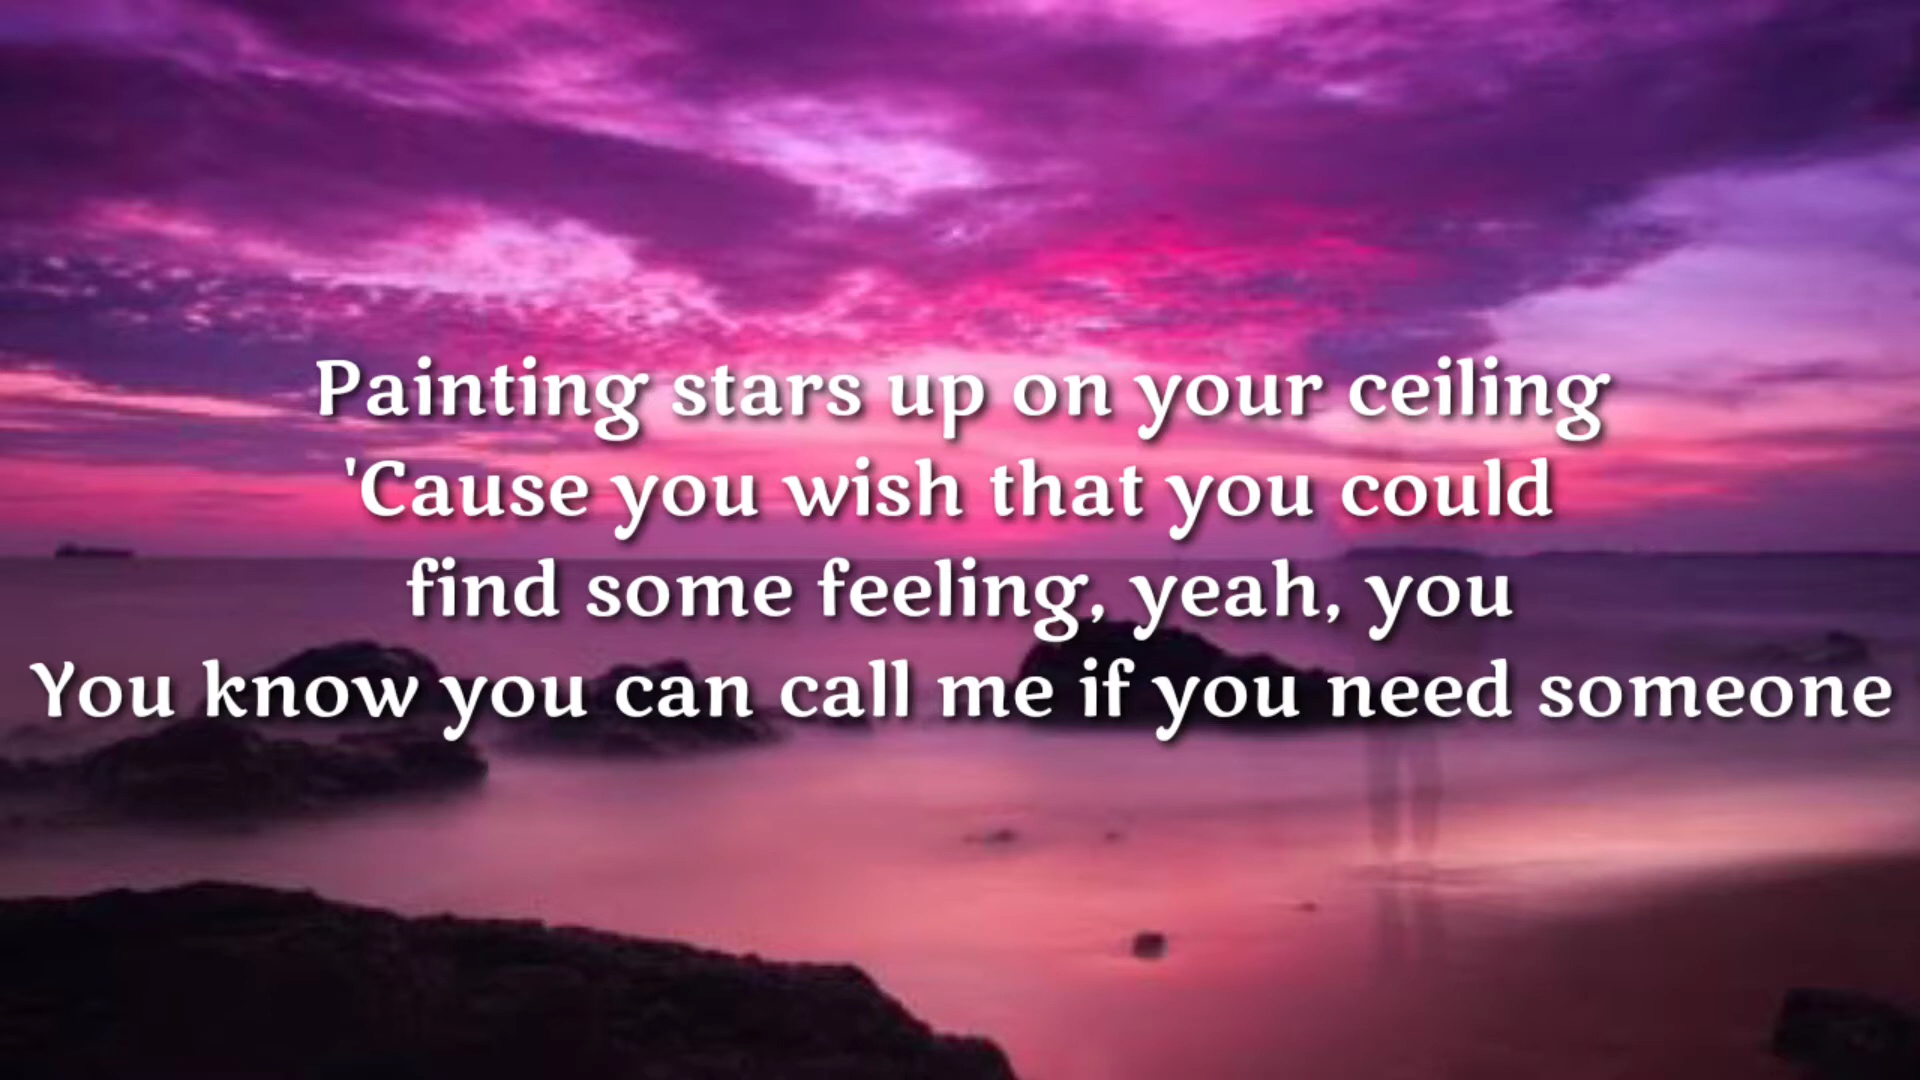 Painting stars up on your ceiling
'Cause you wish that you could
find some feeling, yeah, you
You know you can call me if you need someone